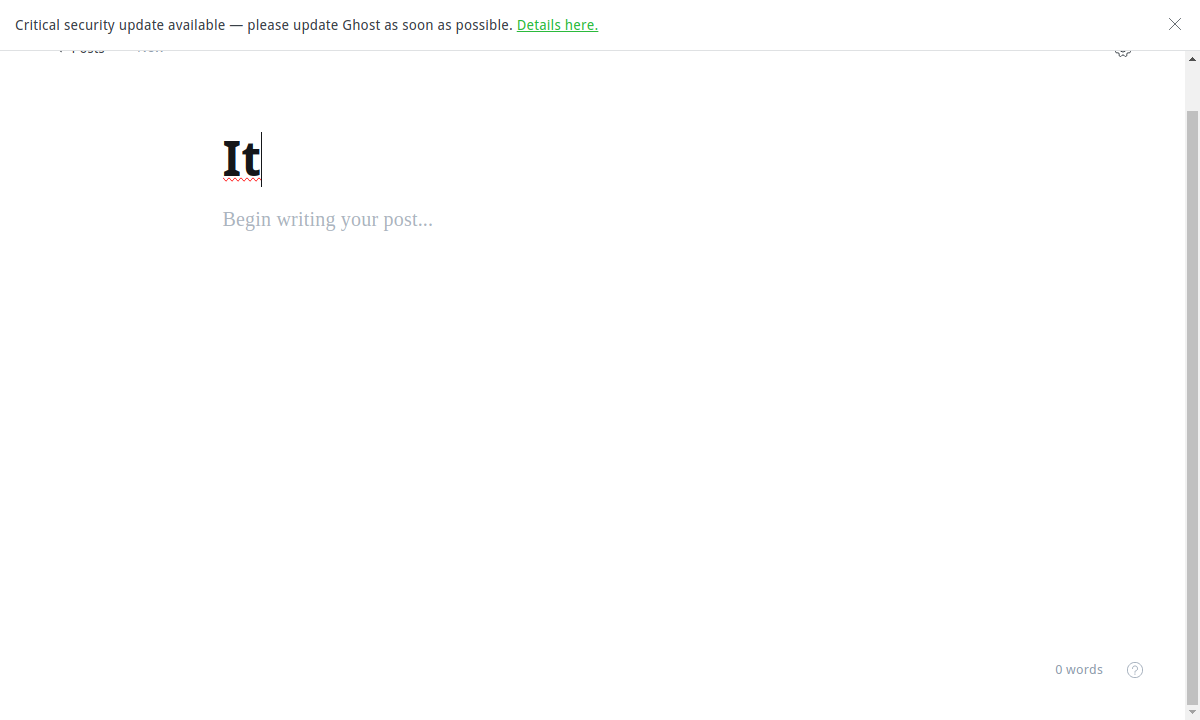 Critical security update available — please update Ghost as soon as possible. Details here.
Posts
It
Begin writing your post...
0 words